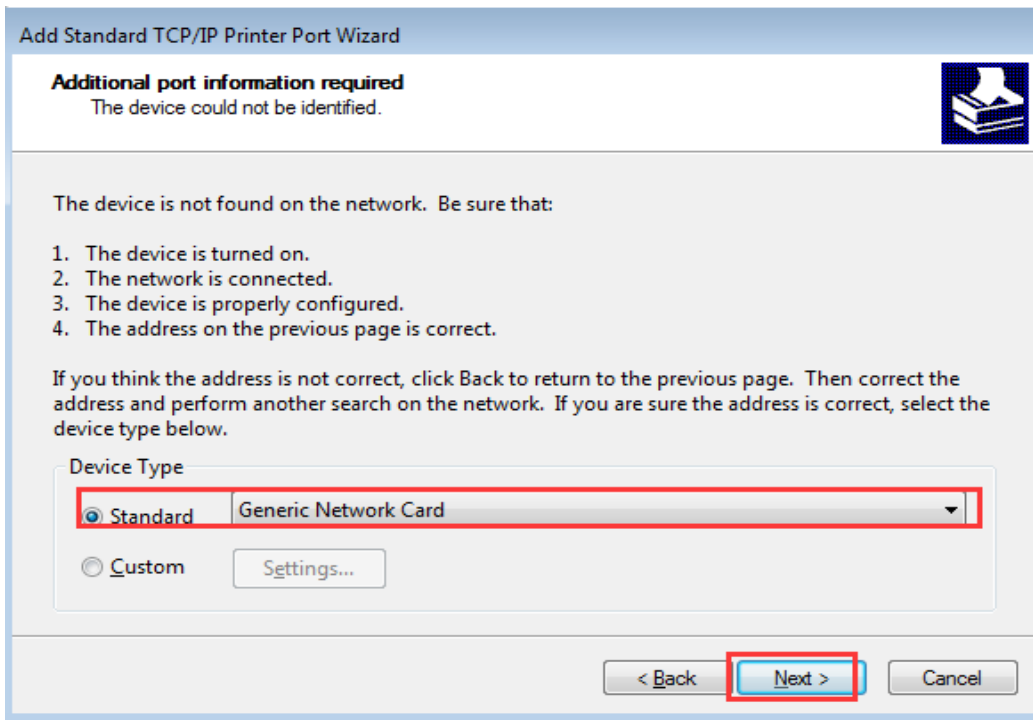 Add Standard TCP/IP Printer Port Wizard
Additional port information required
The device could not be identified.
The device is not found on the network.  Be sure that:
1.  The device is turned on.
2.  The network is connected.
3.  The device is properly configured.
4.  The address on the previous page is correct.
If you think the address is not correct, click Back to return to the previous page.  Then correct the
address and perform another search on the network.  If you are sure the address is correct, select the
device type below.
Device Type
Standard Generic Network Card
Custom Settings...
< Back Next > Cancel